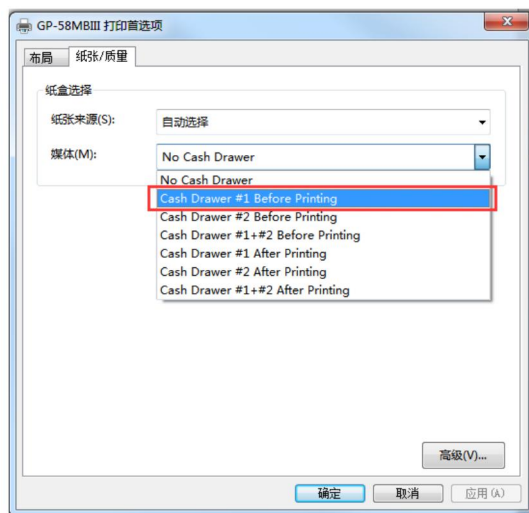 GP-58MBIII 打印首选项
布局 纸张/质量
纸盒选择
纸张来源(S): 自动选择
媒体(M): No Cash Drawer
No Cash Drawer
Cash Drawer #1 Before Printing
Cash Drawer #2 Before Printing
Cash Drawer #1+#2 Before Printing
Cash Drawer #1 After Printing
Cash Drawer #2 After Printing
Cash Drawer #1+#2 After Printing
高级(V)...
确定 取消 应用(A)